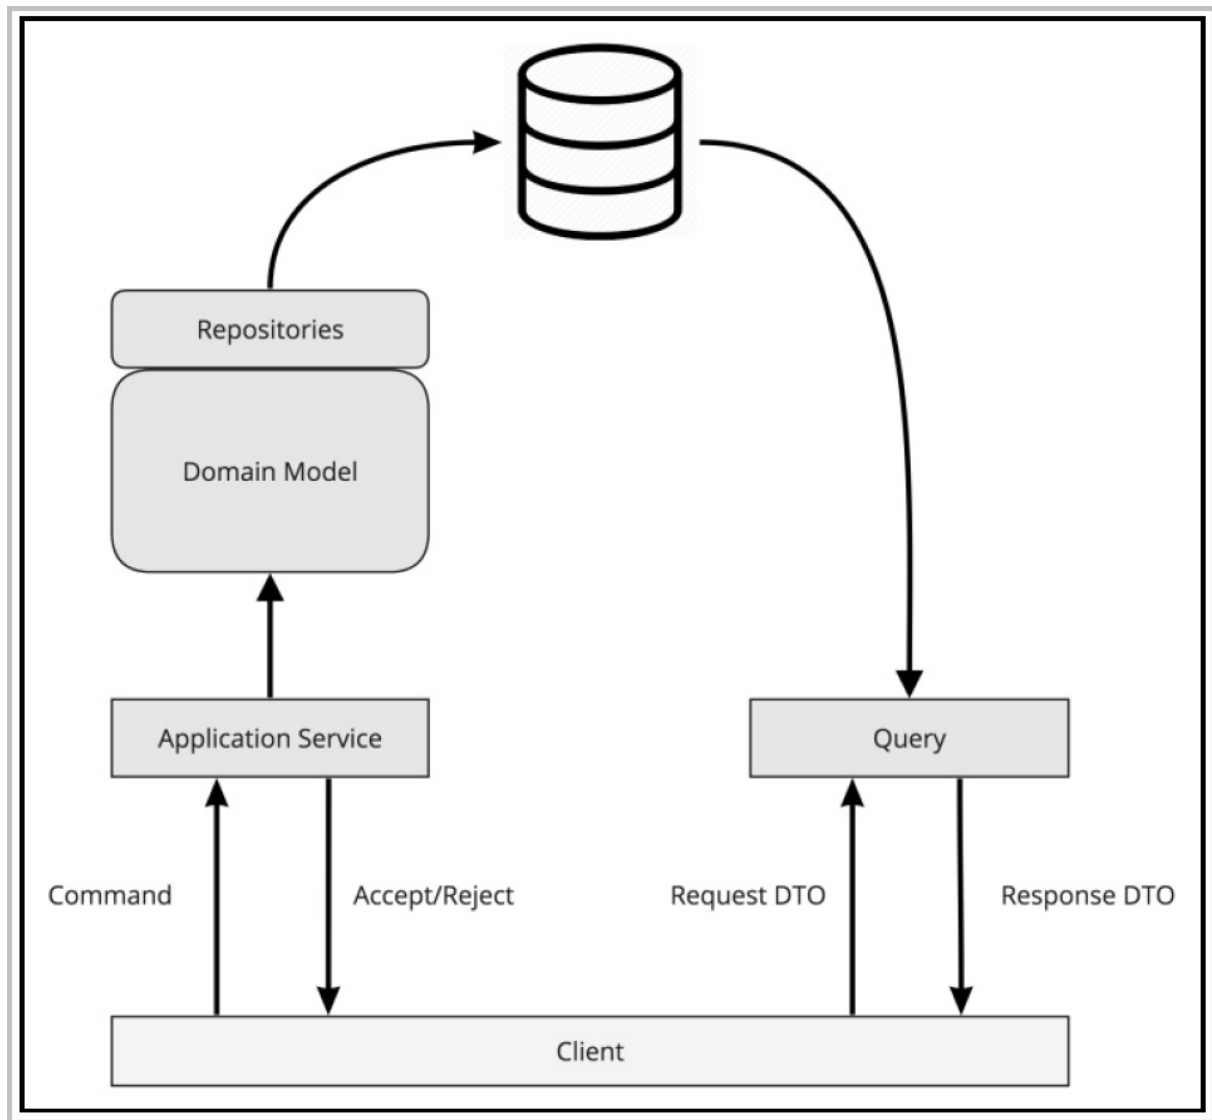 Repositories
Domain Model
Application Service
Query
Command
Accept/Reject
Request DTO
Response DTO
Client